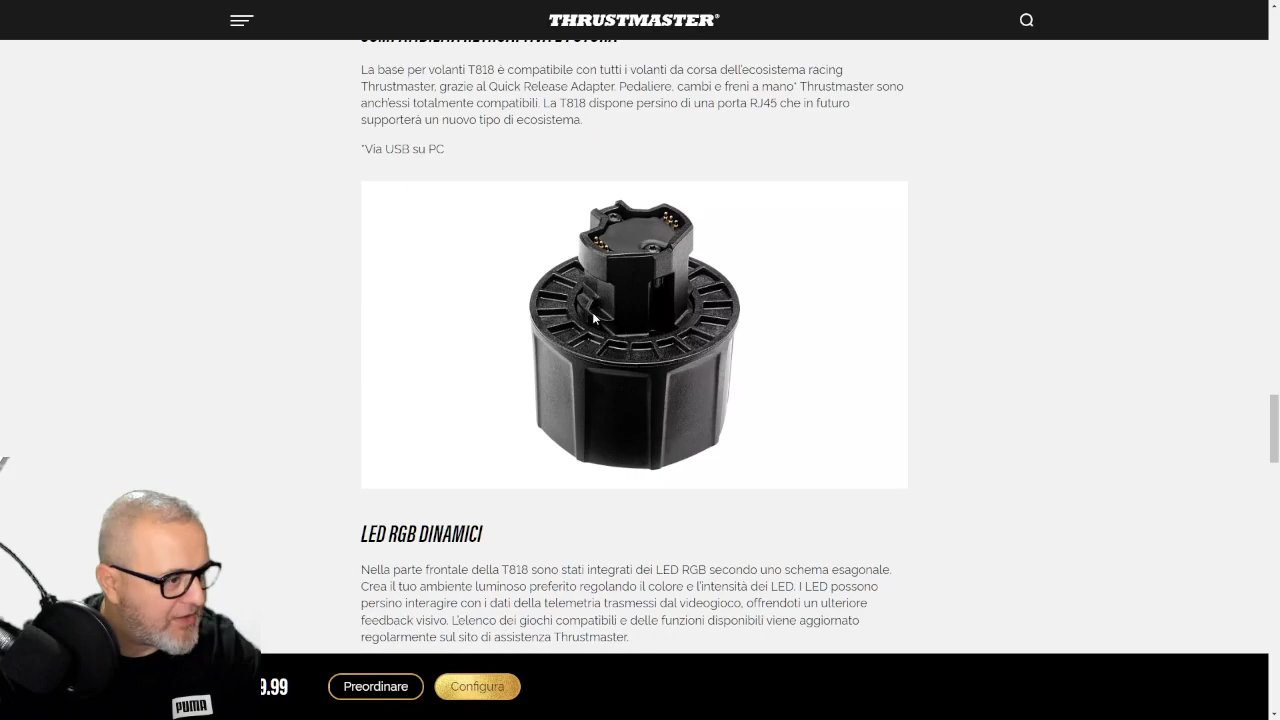 THRUSTMASTER®
La base per volanti T818 è compatibile con tutti i volanti da corsa dell'ecosistema racing
Thrustmaster, grazie al Quick Release Adapter. Pedaliere, cambi e freni a mano* Thrustmaster sono
anch'essi totalmente compatibili. La T818 dispone persino di una porta RJ45 che in futuro
supporterà un nuovo tipo di ecosistema.
*Via USB su PC
LED RGB DINAMICI
Nella parte frontale della T818 sono stati integrati dei LED RGB secondo uno schema esagonale.
Crea il tuo ambiente luminoso preferito regolando il colore e l'intensità dei LED. I LED possono
persino interagire con i dati della telemetria trasmessi dal videogioco, offrendoti un ulteriore
feedback visivo. L'elenco dei giochi compatibili e delle funzioni disponibili viene aggiornato
regolarmente sul sito di assistenza Thrustmaster.
9.99 Preordinare Configura
PUMA